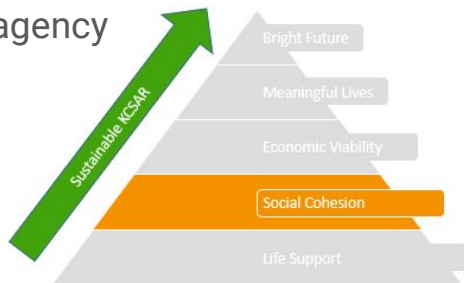 agency
Bright Future
Meaningful Lives
Economic Viability
Social Cohesion
Life Support
Sustainable KCSAR